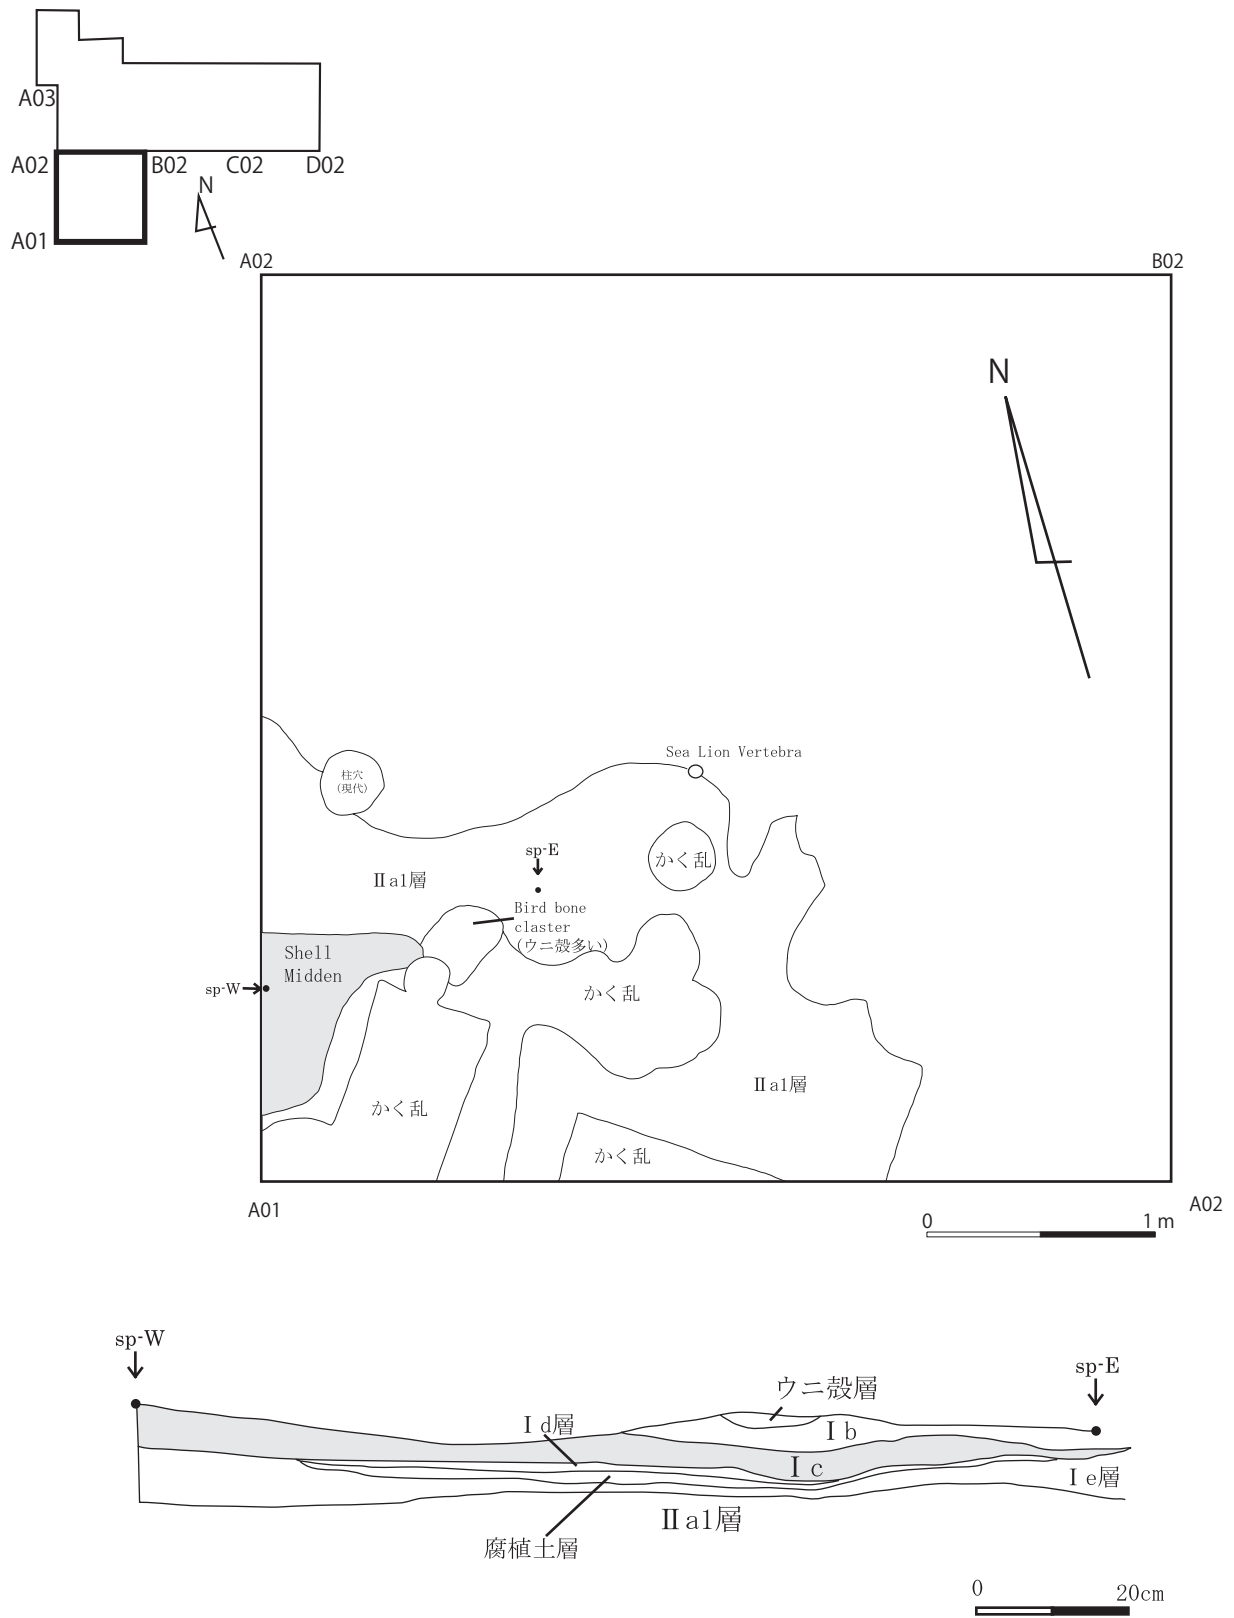 A03
A02
B02
C02
D02
N
A01
A02
B02
N
Sea Lion Vertebra
柱穴
(現代)
sp-E
かく乱
Ⅱa1層
Bird bone
claster
(ウニ殻多い)
Shell
Midden
sp-W
かく乱
Ⅱa1層
かく乱
かく乱
A01
A02
0
1 m
sp-W
sp-E
ウニ殻層
Ⅰd層
Ⅰb
Ⅰc
Ⅰe層
Ⅱa1層
腐植土層
0
20cm